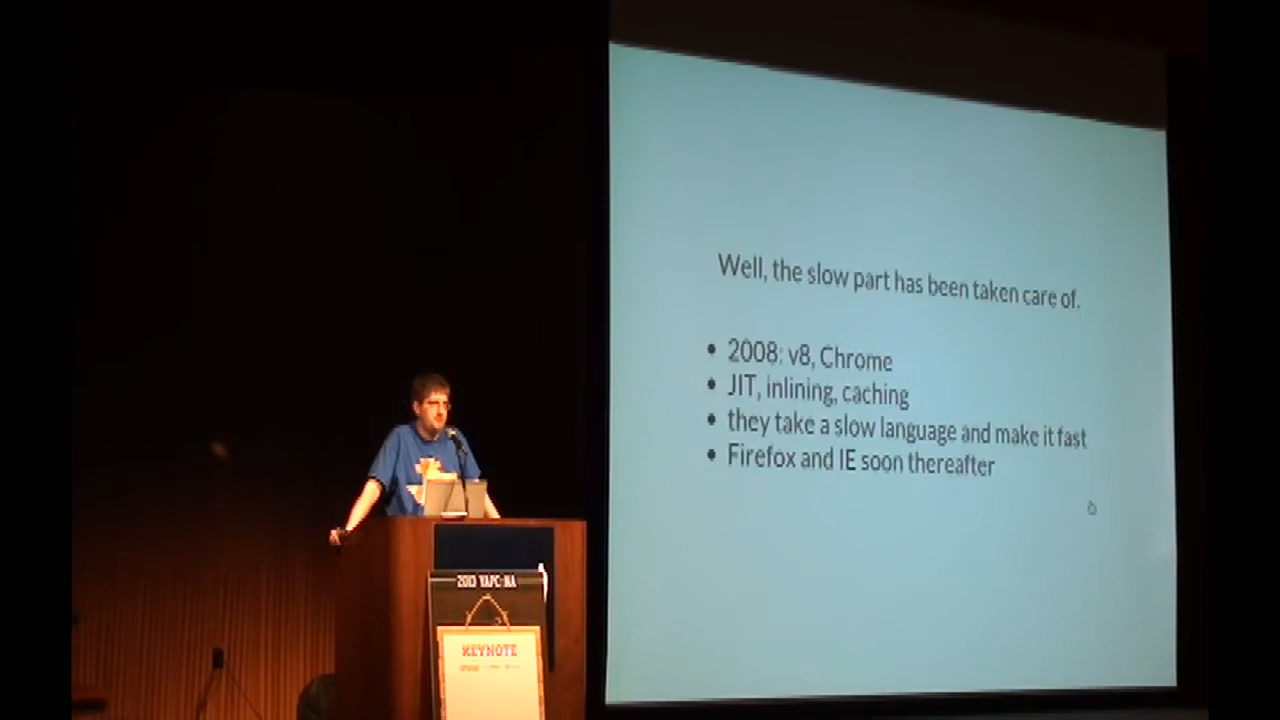 Well, the slow part has been taken care of.
• 2008: v8, Chrome
• JIT, inlining, caching
• they take a slow language and make it fast
• Firefox and IE soon thereafter
2013 YAPC::NA
KEYNOTE